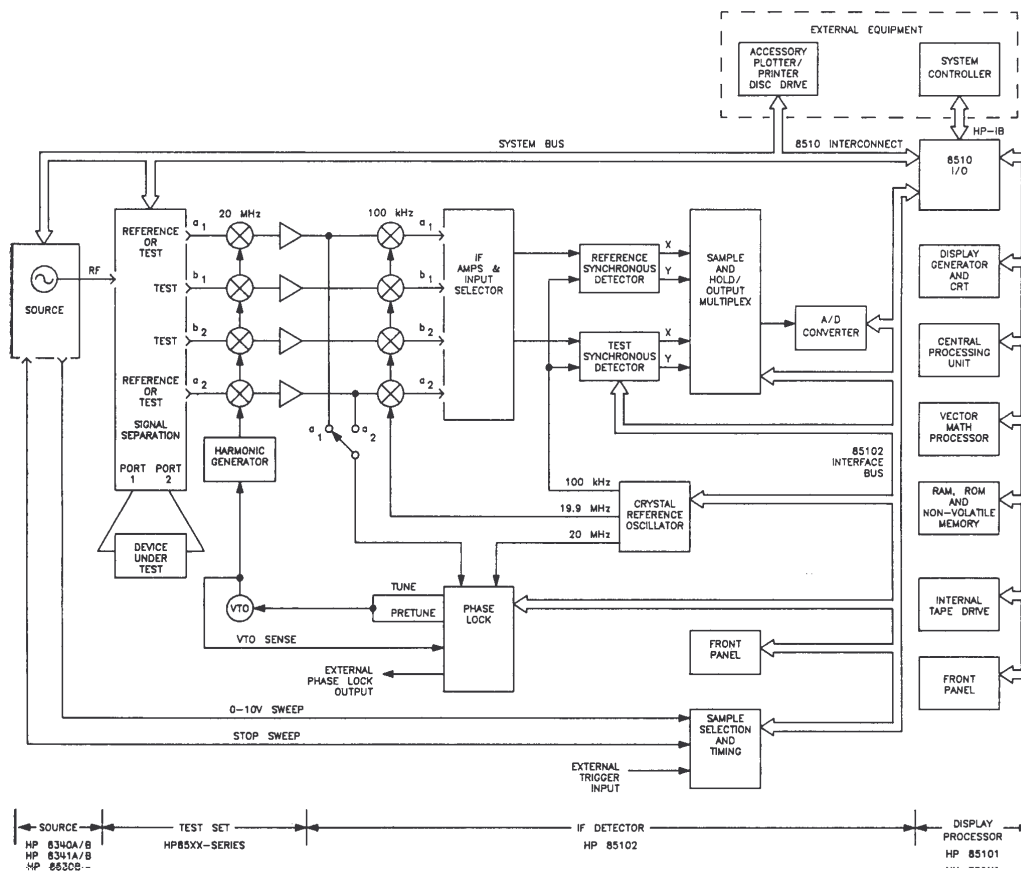 EXTERNAL EQUIPMENT
ACCESSORY
PLOTTER/
PRINTER
DISC DRIVE
SYSTEM
CONTROLLER
HP-IB
SYSTEM BUS
8510 INTERCONNECT
8510
I/O
SOURCE
RF
REFERENCE
OR
TEST
TEST
TEST
REFERENCE
OR
TEST
SIGNAL
SEPARATION
PORT
1
PORT
2
DEVICE
UNDER
TEST
a1
b1
b2
a2
20 MHz
100 kHz
a1
b1
b2
a2
a1
a2
HARMONIC
GENERATOR
IF
AMPS &
INPUT
SELECTOR
REFERENCE
SYNCHRONOUS
DETECTOR
X
Y
TEST
SYNCHRONOUS
DETECTOR
X
Y
SAMPLE
AND
HOLD/
OUTPUT
MULTIPLEX
A/D
CONVERTER
85102
INTERFACE
BUS
100 kHz
19.9 MHz
20 MHz
CRYSTAL
REFERENCE
OSCILLATOR
VTO
TUNE
PRETUNE
VTO SENSE
PHASE
LOCK
EXTERNAL
PHASE LOCK
OUTPUT
FRONT
PANEL
0-10V SWEEP
STOP SWEEP
EXTERNAL
TRIGGER
INPUT
SAMPLE
SELECTION
AND
TIMING
DISPLAY
GENERATOR
AND
CRT
CENTRAL
PROCESSING
UNIT
VECTOR
MATH
PROCESSOR
RAM, ROM
AND
NON-VOLATILE
MEMORY
INTERNAL
TAPE DRIVE
FRONT
PANEL
SOURCE
HP 8340A/B
HP 8341A/B
TEST SET
HP85XX-SERIES
IF DETECTOR
HP 85102
DISPLAY
PROCESSOR
HP 85101